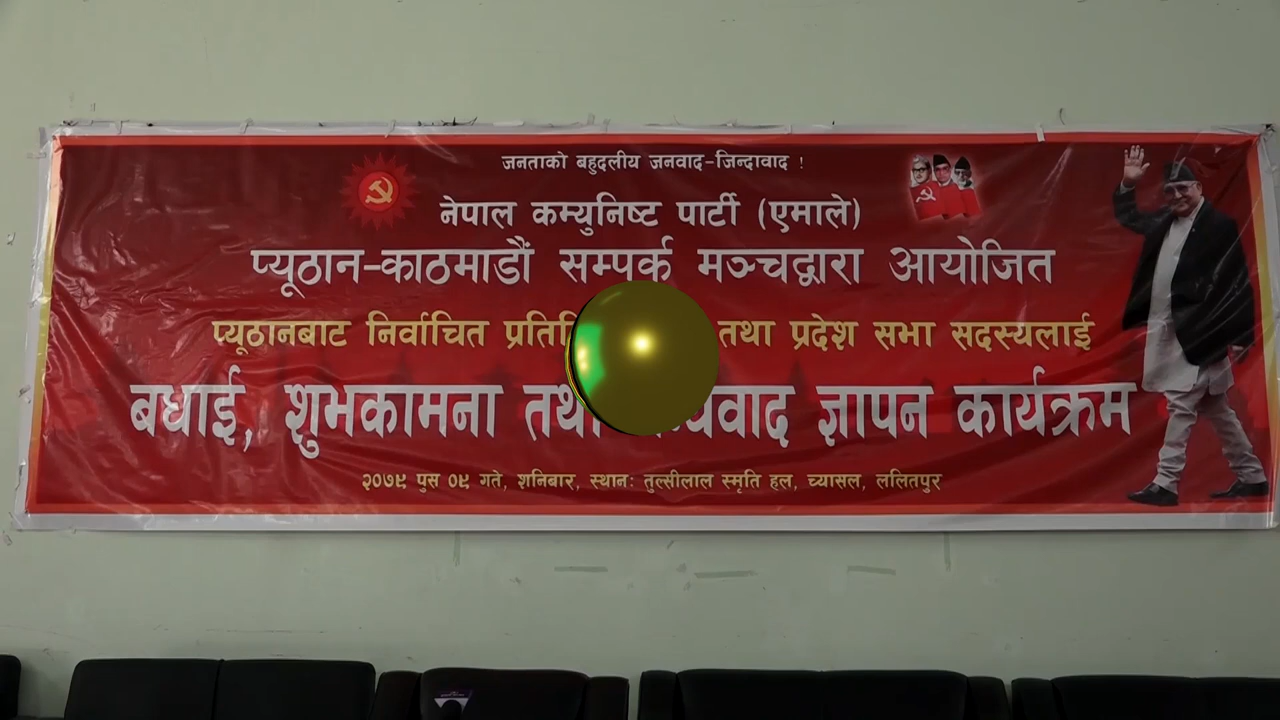 जनताको बहुदलीय जनवाद-जिन्दावाद !
नेपाल कम्युनिष्ट पार्टी (एमाले)
प्यूठान-काठमाडौं सम्पर्क मञ्चद्वारा आयोजित
प्यूठानबाट निर्वाचित तथा प्रदेश सभा सदस्यलाई
बधाई, शुभकामना तथा ज्ञापन कार्यक्रम
२०७९ पुस ०९ गते, शनिबार, स्थानः तुल्सीलाल स्मृति हल, च्यासल, ललितपुर